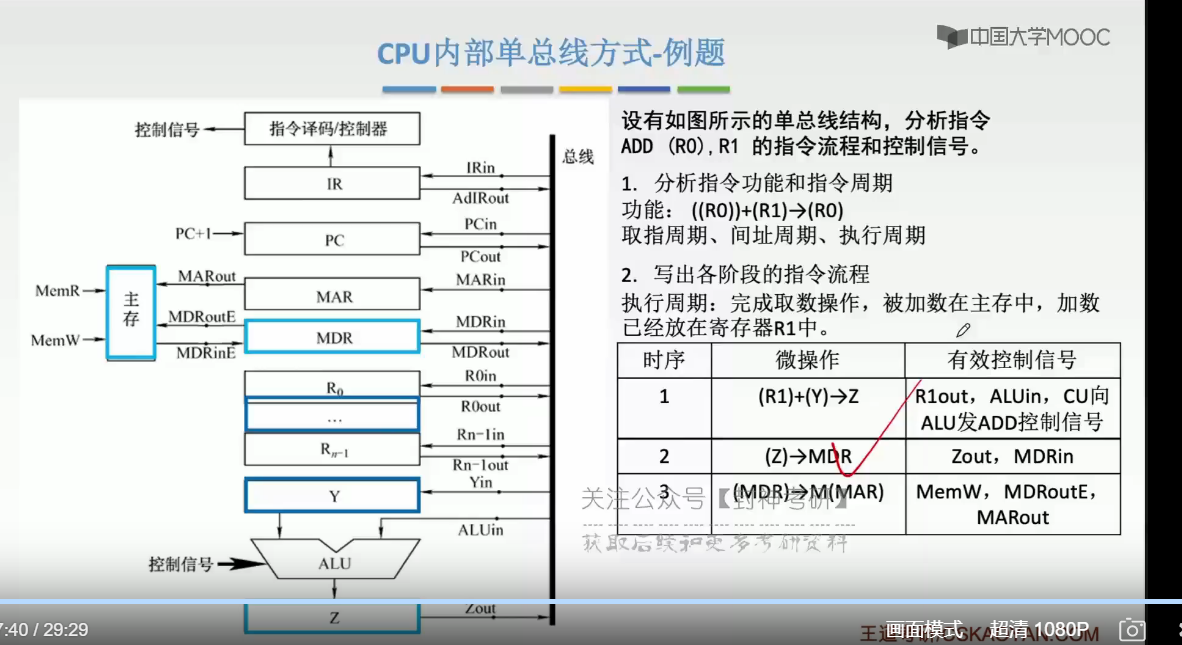 中国大学MOOC
CPU内部单总线方式-例题
控制信号
指令译码/控制器
总线
IR
IRin
AdIRout
PC+1
PC
PCin
PCout
MARout
MAR
MARin
MemR
主存
MDRoutE
MDR
MDRin
MemW
MDRinE
MDRout
R0
R0in
R0out
…
Rn-1
Rn-1in
Rn-1out
Y
Yin
ALUin
控制信号
ALU
Z
Zout
设有如图所示的单总线结构，分析指令
ADD (R0),R1 的指令流程和控制信号。
1. 分析指令功能和指令周期
功能： ((R0))+(R1)→(R0)
取指周期、间址周期、执行周期
2. 写出各阶段的指令流程
执行周期：完成取数操作，被加数在主存中，加数
已经放在寄存器R1中。
时序 微操作 有效控制信号
1 (R1)+(Y)→Z R1out，ALUin，CU向
ALU发ADD控制信号
2 (Z)→MDR Zout，MDRin
3 (MDR)→M(MAR) MemW，MDRoutE，
MARout
关注公众号【封神考研】
获取后续和更多考研资料
7:40 / 29:29
画面模式
超清 1080P